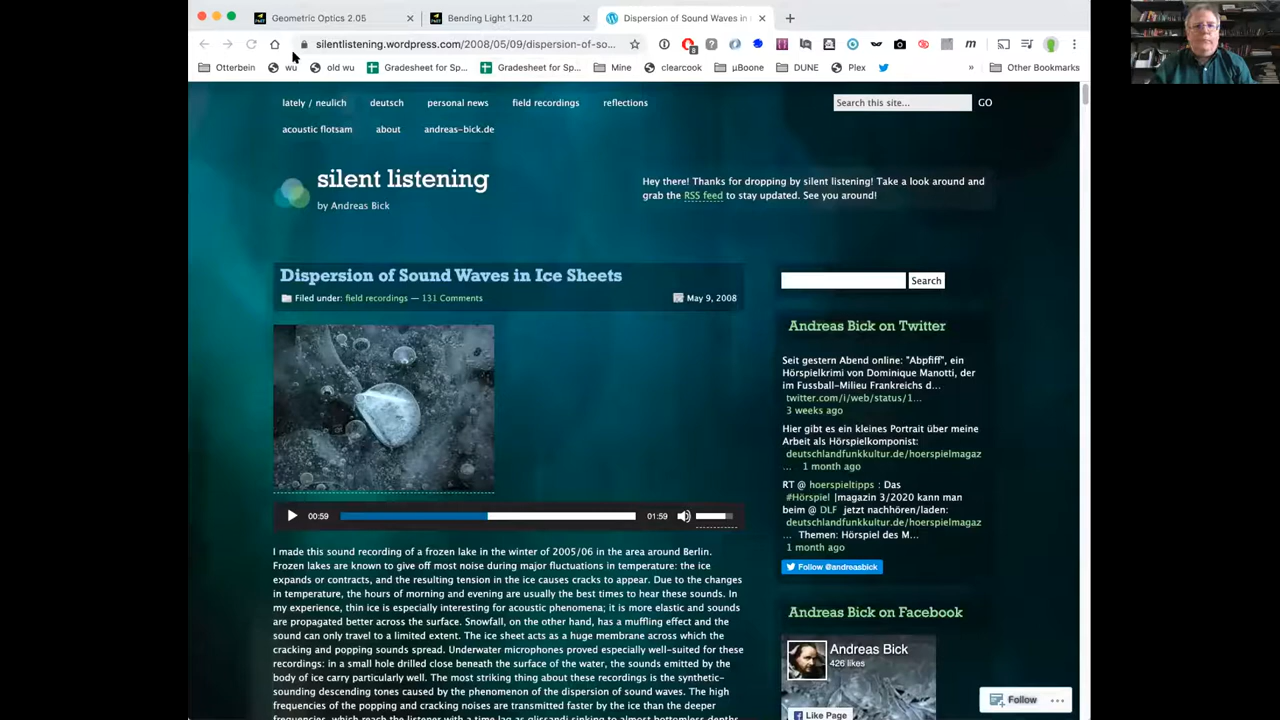 Geometric Optics 2.05
Bending Light 1.1.20
Dispersion of Sound Waves in
silentlistening.wordpress.com/2008/05/09/dispersion-of-so...
Otterbein
wu
old wu
Gradesheet for Sp...
Gradesheet for Sp...
Mine
clearcook
µBoone
DUNE
Plex
»
Other Bookmarks
lately / neulich
deutsch
personal news
field recordings
reflections
acoustic flotsam
about
andreas-bick.de
Search this site...
GO
silent listening
by Andreas Bick
Hey there! Thanks for dropping by silent listening! Take a look around and
grab the RSS feed to stay updated. See you around!
Dispersion of Sound Waves in Ice Sheets
Filed under: field recordings — 131 Comments
May 9, 2008
00:59
01:59
I made this sound recording of a frozen lake in the winter of 2005/06 in the area around Berlin.
Frozen lakes are known to give off most noise during major fluctuations in temperature: the ice
expands or contracts, and the resulting tension in the ice causes cracks to appear. Due to the changes
in temperature, the hours of morning and evening are usually the best times to hear these sounds. In
my experience, thin ice is especially interesting for acoustic phenomena; it is more elastic and sounds
are propagated better across the surface. Snowfall, on the other hand, has a muffling effect and the
sound can only travel to a limited extent. The ice sheet acts as a huge membrane across which the
cracking and popping sounds spread. Underwater microphones proved especially well-suited for these
recordings: in a small hole drilled close beneath the surface of the water, the sounds emitted by the
body of ice carry particularly well. The most striking thing about these recordings is the synthetic-
sounding descending tones caused by the phenomenon of the dispersion of sound waves. The high
frequencies of the popping and cracking noises are transmitted faster by the ice than the deeper
frequencies, which reach the listener with a time lag as glissandi sinking to almost bottomless depths
Search
Andreas Bick on Twitter
Seit gestern Abend online: "Abpfiff", ein
Hörspielkrimi von Dominique Manotti, der
im Fussball-Milieu Frankreichs d...
twitter.com/i/web/status/1...
3 weeks ago
Hier gibt es ein kleines Portrait über meine
Arbeit als Hörspielkomponist:
deutschlandfunkkultur.de/hoerspielmagaz
... 1 month ago
RT @ hoerspieltipps : Das
#Hörspiel |magazin 3/2020 kann man
beim @ DLF jetzt nachhören/laden:
deutschlandfunkkultur.de/hoerspielmagaz
... Themen: Hörspiel des M...
1 month ago
Follow @andreasbick
Andreas Bick on Facebook
Andreas Bick
426 likes
Like Page
Follow
...